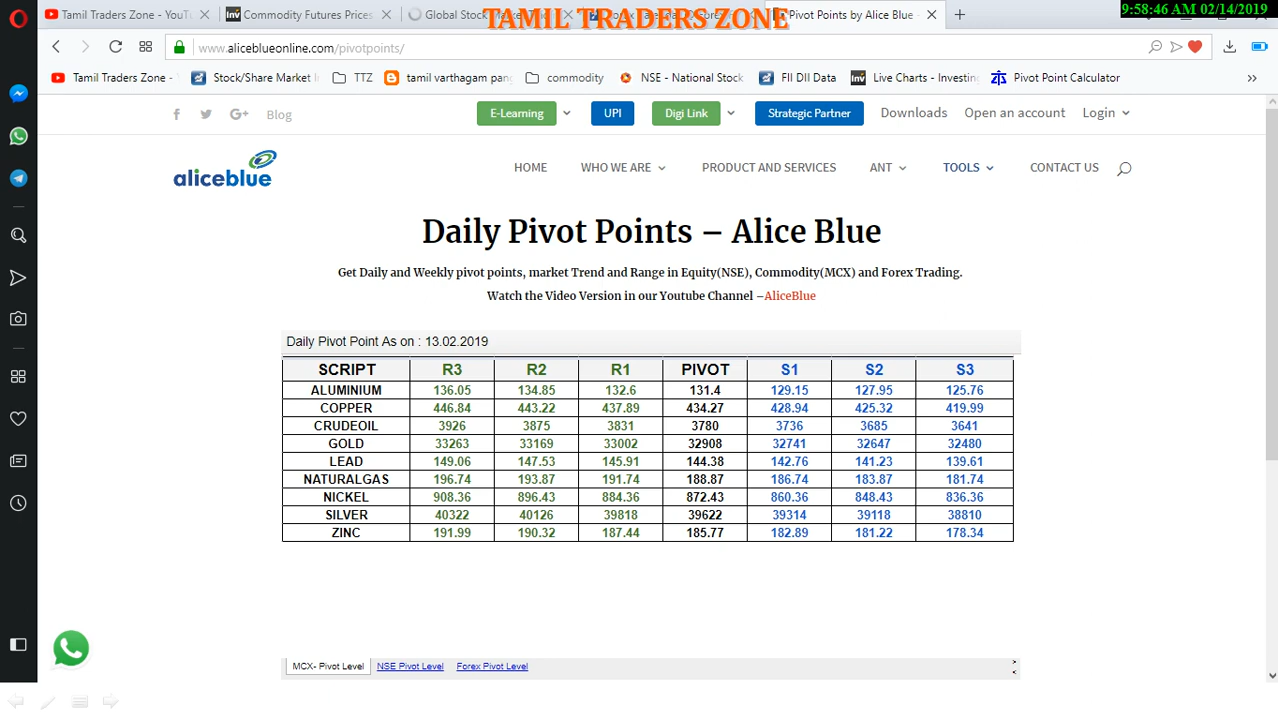 Tamil Traders Zone - YouT
Commodity Futures Prices
Global Stock
Pivot Points by Alice Blue -
TAMIL TRADERS ZONE
9:58:46 AM 02/14/2019
www.aliceblueonline.com/pivotpoints/
Tamil Traders Zone -
Stock/Share Market
TTZ
tamil varthagam pan
commodity
NSE - National Stock
FII DII Data
Live Charts - Investin
Pivot Point Calculator
Blog
E-Learning
UPI
Digi Link
Strategic Partner
Downloads
Open an account
Login
aliceblue
HOME
WHO WE ARE
PRODUCT AND SERVICES
ANT
TOOLS
CONTACT US
Daily Pivot Points – Alice Blue
Get Daily and Weekly pivot points, market Trend and Range in Equity(NSE), Commodity(MCX) and Forex Trading.
Watch the Video Version in our Youtube Channel –AliceBlue
Daily Pivot Point As on : 13.02.2019
SCRIPT R3 R2 R1 PIVOT S1 S2 S3
ALUMINIUM 136.05 134.85 132.6 131.4 129.15 127.95 125.76
COPPER 446.84 443.22 437.89 434.27 428.94 425.32 419.99
CRUDEOIL 3926 3875 3831 3780 3736 3685 3641
GOLD 33263 33169 33002 32908 32741 32647 32480
LEAD 149.06 147.53 145.91 144.38 142.76 141.23 139.61
NATURALGAS 196.74 193.87 191.74 188.87 186.74 183.87 181.74
NICKEL 908.36 896.43 884.36 872.43 860.36 848.43 836.36
SILVER 40322 40126 39818 39622 39314 39118 38810
ZINC 191.99 190.32 187.44 185.77 182.89 181.22 178.34
MCX- Pivot Level
NSE Pivot Level
Forex Pivot Level